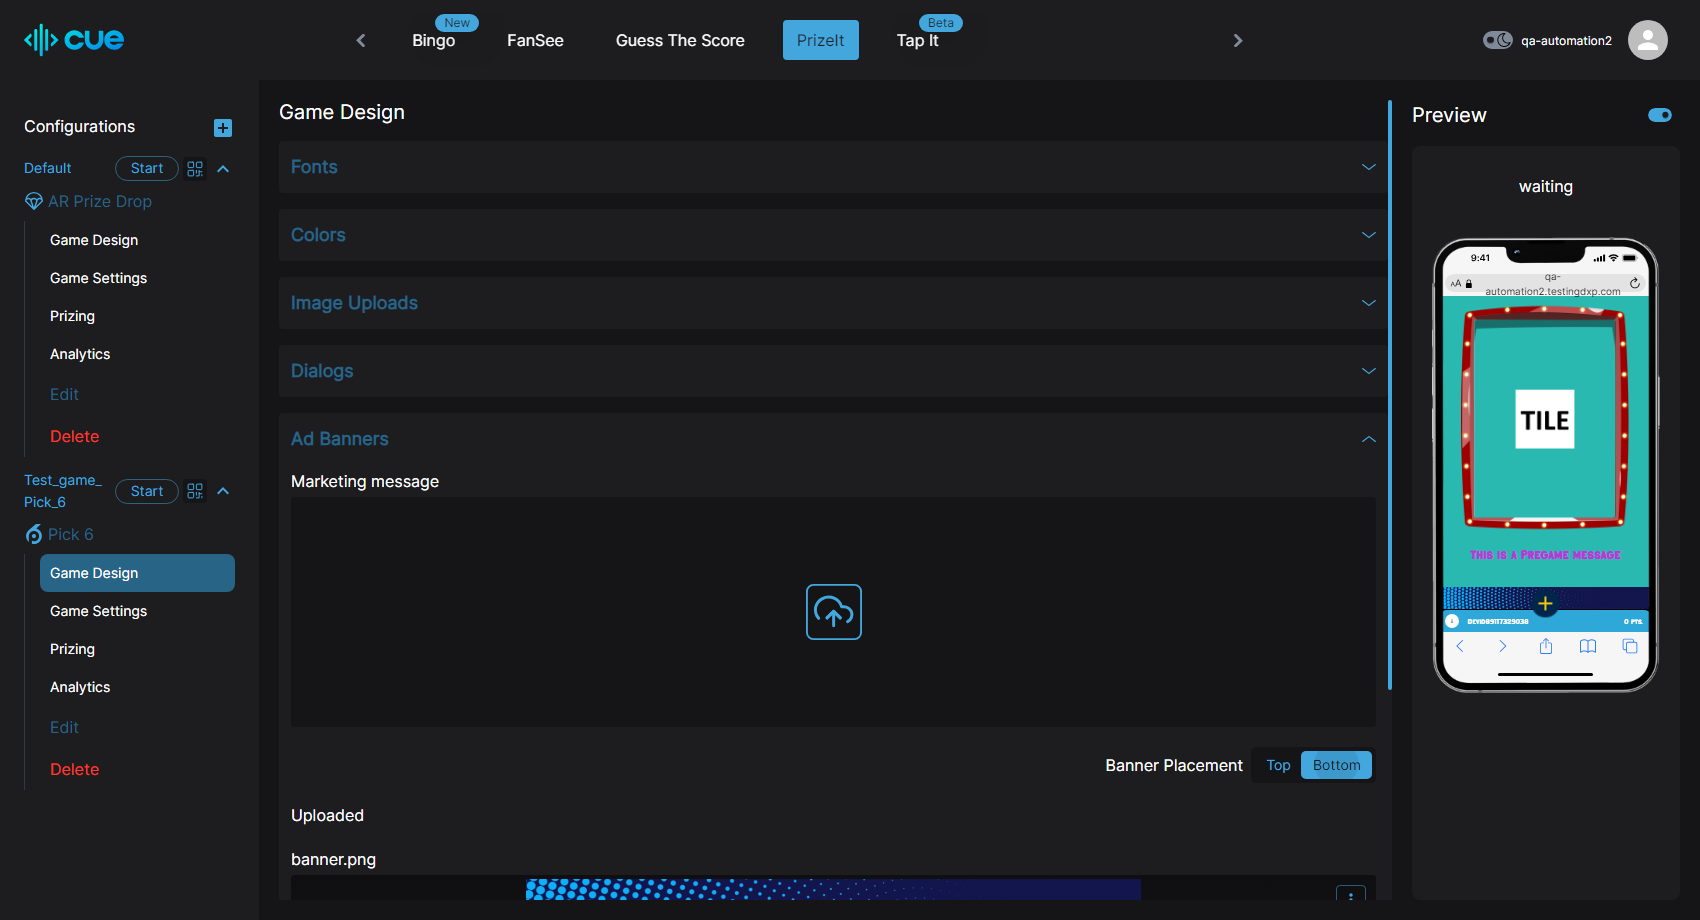 cue
New
Bingo
FanSee
Guess The Score
PrizeIt
Beta
Tap It
qa-automation2
Configurations
Default
Start
AR Prize Drop
Game Design
Game Settings
Prizing
Analytics
Edit
Delete
Test_game_
Pick_6
Start
Pick 6
Game Design
Game Settings
Prizing
Analytics
Edit
Delete
Game Design
Fonts
Colors
Image Uploads
Dialogs
Ad Banners
Marketing message
Banner Placement
Top
Bottom
Uploaded
banner.png
Preview
waiting
9:41
AA
qa-
automation2.testingdxp.com
TILE
THIS IS A PREGAME MESSAGE
0 PTS.